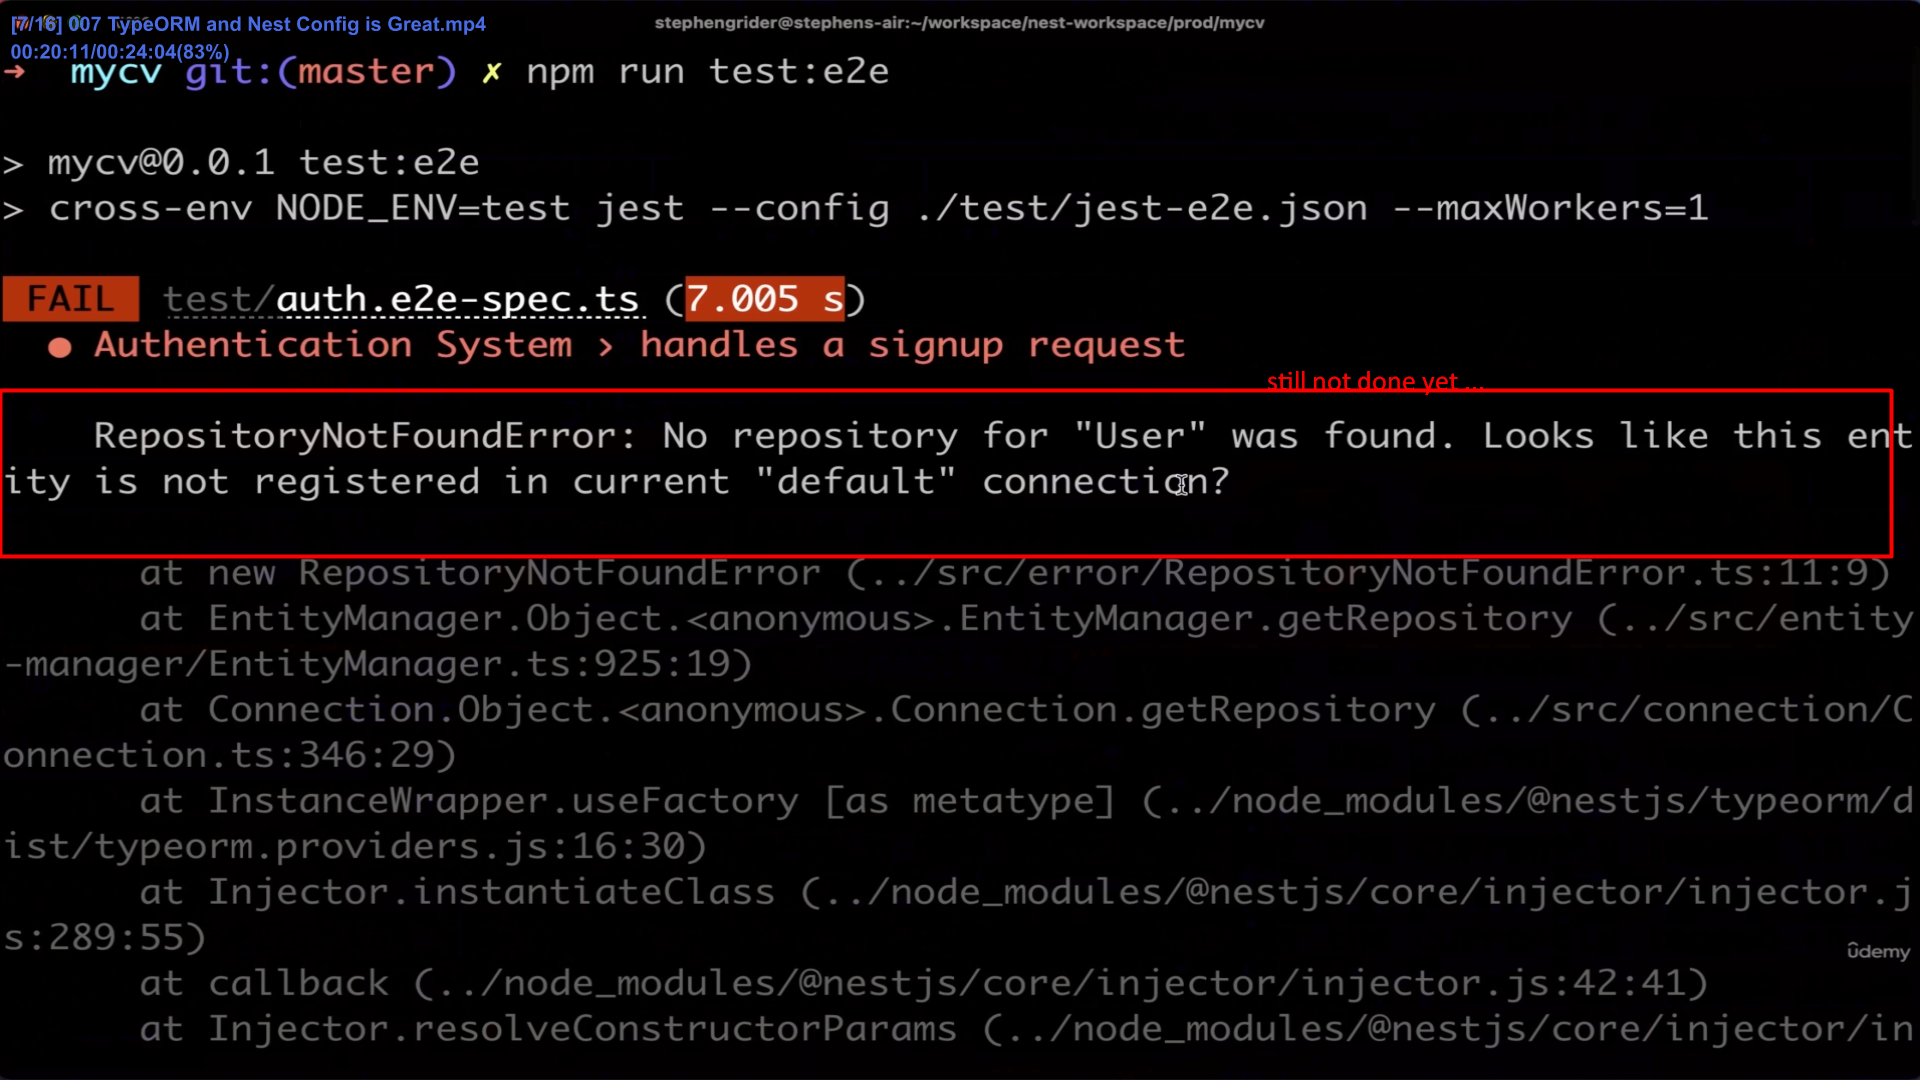 [7/16] 007 TypeORM and Nest Config is Great.mp4
stephengrider@stephens-air:~/workspace/nest-workspace/prod/mycv
00:20:11/00:24:04(83%)
→ mycv git:(master) ✗ npm run test:e2e
> mycv@0.0.1 test:e2e
> cross-env NODE_ENV=test jest --config ./test/jest-e2e.json --maxWorkers=1
FAIL test/auth.e2e-spec.ts (7.005 s)
● Authentication System › handles a signup request
still not done yet ...
RepositoryNotFoundError: No repository for "User" was found. Looks like this ent
ity is not registered in current "default" connection?
at new RepositoryNotFoundError (../src/error/RepositoryNotFoundError.ts:11:9)
at EntityManager.Object.<anonymous>.EntityManager.getRepository (../src/entity
-manager/EntityManager.ts:925:19)
at Connection.Object.<anonymous>.Connection.getRepository (../src/connection/C
onnection.ts:346:29)
at InstanceWrapper.useFactory [as metatype] (../node_modules/@nestjs/typeorm/d
ist/typeorm.providers.js:16:30)
at Injector.instantiateClass (../node_modules/@nestjs/core/injector/injector.j
s:289:55)
ûdemy
at callback (../node_modules/@nestjs/core/injector/injector.js:42:41)
at Injector.resolveConstructorParams (../node_modules/@nestjs/core/injector/in